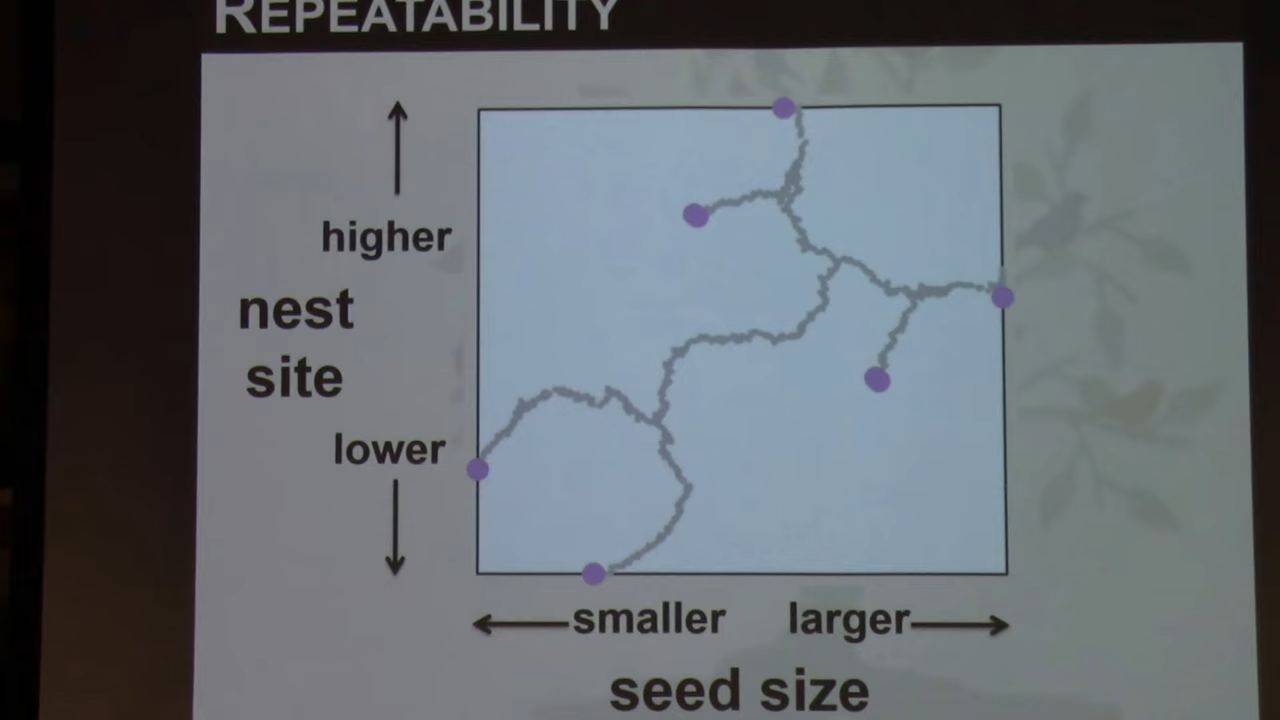 REPEATABILITY
higher
nest
site
lower
smaller larger
seed size